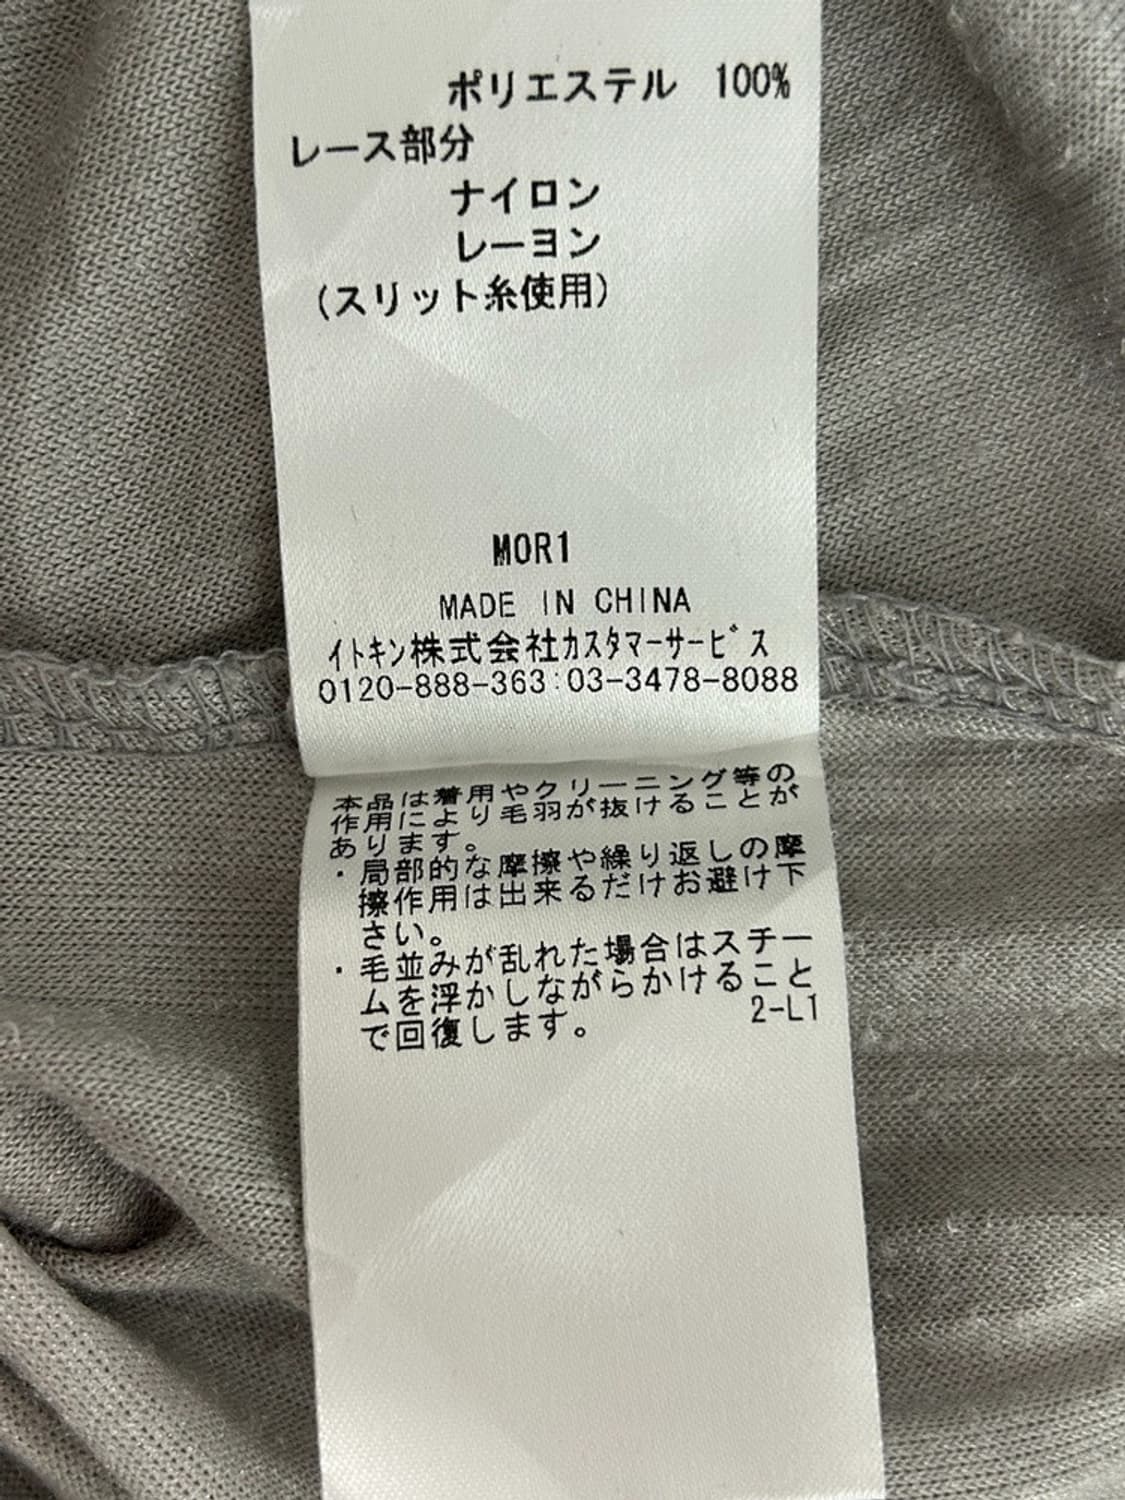 ポリエステル 100%
レース部分
ナイロン
レーヨン
(スリット糸使用)
MOR1
MADE IN CHINA
イトキン株式会社カスタマーサービス
0120-888-363:03-3478-8088
本品は着用やクリーニング等の
作用により毛羽が抜けることが
あります。
・局部的な摩擦や繰り返しの摩
擦作用は出来るだけお避け下
さい。
・毛並みが乱れた場合はスチー
ムを浮かしながらかけること
で回復します。
2-L1